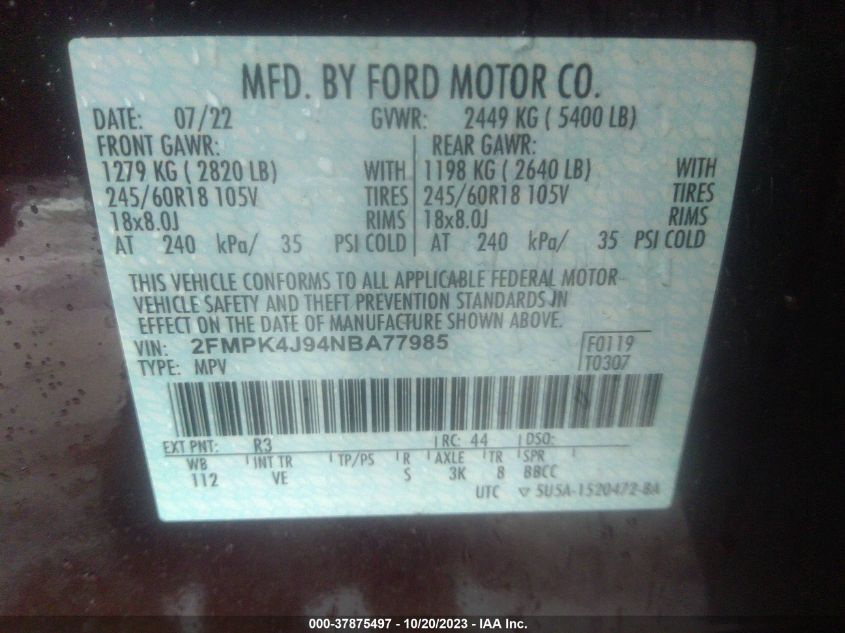 MFD. BY FORD MOTOR CO.
DATE: 07/22 GVWR: 2449 KG ( 5400 LB)
FRONT GAWR: REAR GAWR:
1279 KG ( 2820 LB) WITH 1198 KG ( 2640 LB) WITH
245/60R18 105V TIRES 245/60R18 105V TIRES
18x8.0J RIMS 18x8.0J RIMS
AT 240 kPa/ 35 PSI COLD AT 240 kPa/ 35 PSI COLD
THIS VEHICLE CONFORMS TO ALL APPLICABLE FEDERAL MOTOR
VEHICLE SAFETY AND THEFT PREVENTION STANDARDS IN
EFFECT ON THE DATE OF MANUFACTURE SHOWN ABOVE.
VIN: 2FMPK4J94NBA77985 F0119
TYPE: MPV T0307
EXT PNT: R3 RC: 44 DSO:
WB INT TR TP/PS R AXLE TR SPR
112 VE S 3K 8 BBCC
UTC ▽ 5U5A-1520472-BA
000-37875497 - 10/20/2023 - IAA Inc.